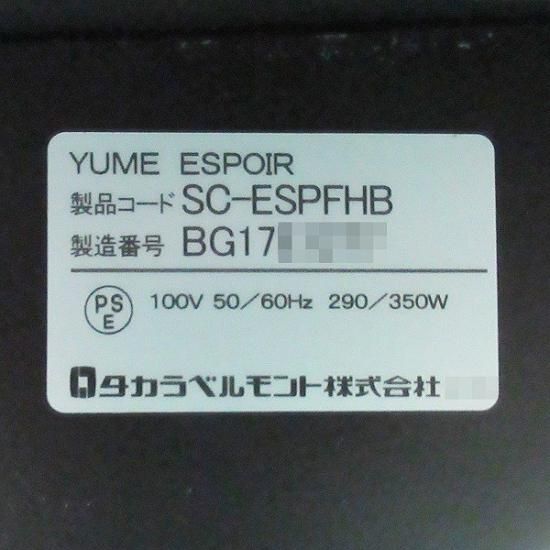 YUME ESPOIR
製品コード SC-ESPFHB
製造番号 BG17
PS
E
100V 50/60Hz 290/350W
タカラベルモント株式会社